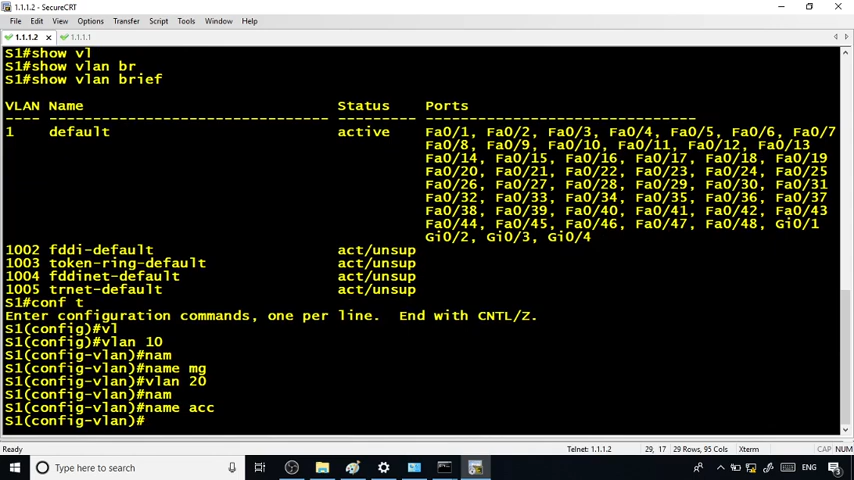 1.1.1.2 - SecureCRT
File Edit View Options Transfer Script Tools Window Help
1.1.1.2 1.1.1.1
S1#show vl
S1#show vlan br
S1#show vlan brief
VLAN Name Status Ports
---- -------------------------------- --------- -------------------------------
1 default active Fa0/1, Fa0/2, Fa0/3, Fa0/4, Fa0/5, Fa0/6, Fa0/7
Fa0/8, Fa0/9, Fa0/10, Fa0/11, Fa0/12, Fa0/13
Fa0/14, Fa0/15, Fa0/16, Fa0/17, Fa0/18, Fa0/19
Fa0/20, Fa0/21, Fa0/22, Fa0/23, Fa0/24, Fa0/25
Fa0/26, Fa0/27, Fa0/28, Fa0/29, Fa0/30, Fa0/31
Fa0/32, Fa0/33, Fa0/34, Fa0/35, Fa0/36, Fa0/37
Fa0/38, Fa0/39, Fa0/40, Fa0/41, Fa0/42, Fa0/43
Fa0/44, Fa0/45, Fa0/46, Fa0/47, Fa0/48, Gi0/1
Gi0/2, Gi0/3, Gi0/4
1002 fddi-default act/unsup
1003 token-ring-default act/unsup
1004 fddinet-default act/unsup
1005 trnet-default act/unsup
S1#conf t
Enter configuration commands, one per line. End with CNTL/Z.
S1(config)#vl
S1(config)#vlan 10
S1(config-vlan)#nam
S1(config-vlan)#name mg
S1(config-vlan)#vlan 20
S1(config-vlan)#nam
S1(config-vlan)#name acc
S1(config-vlan)#
Ready Telnet: 1.1.1.2 29, 17 29 Rows, 95 Cols Xterm CAP NUM
Type here to search ENG 3